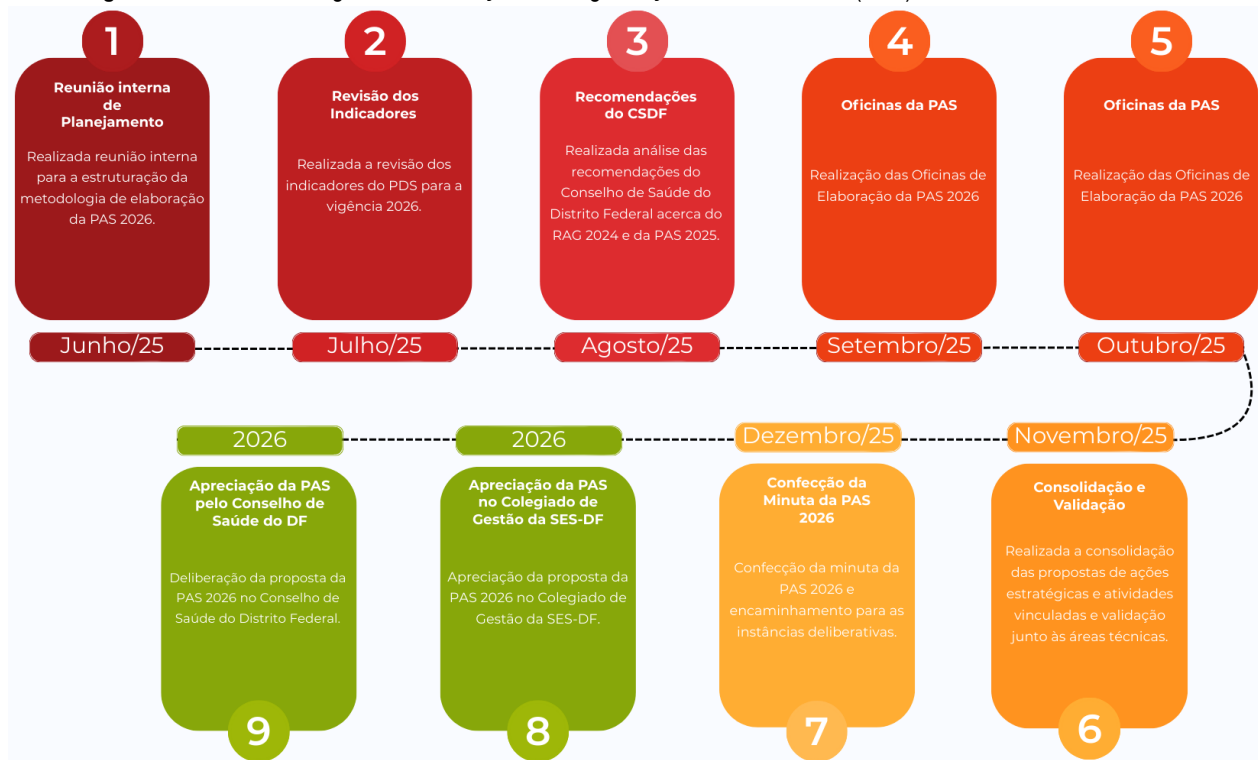 1
Reunião interna
de
Planejamento
Realizada reunião interna
para a estruturação da
metodologia de elaboração
da PAS 2026.
Junho/25
2
Revisão dos
Indicadores
Realizada a revisão dos
indicadores do PDS para a
vigência 2026.
Julho/25
3
Recomendações
do CSDF
Realizada análise das
recomendações do
Conselho de Saúde do
Distrito Federal acerca do
RAG 2024 e da PAS 2025.
Agosto/25
4
Oficinas da PAS
Realização das Oficinas de
Elaboração da PAS 2026
Setembro/25
5
Oficinas da PAS
Realização das Oficinas de
Elaboração da PAS 2026
Outubro/25
Novembro/25
Consolidação e
Validação
Realizada a consolidação
das propostas de ações
estratégicas e atividades
vinculadas e validação
junto às áreas técnicas.
6
Dezembro/25
Confecção da
Minuta da PAS
2026
Confecção da minuta da
PAS 2026 e
encaminhamento para as
instâncias deliberativas.
7
2026
Apreciação da PAS
no Colegiado de
Gestão da SES-DF
Apreciação da proposta da
PAS 2026 no Colegiado de
Gestão da SES-DF.
8
2026
Apreciação da PAS
pelo Conselho de
Saúde do DF
Deliberação da proposta da
PAS 2026 no Conselho de
Saúde do Distrito Federal.
9